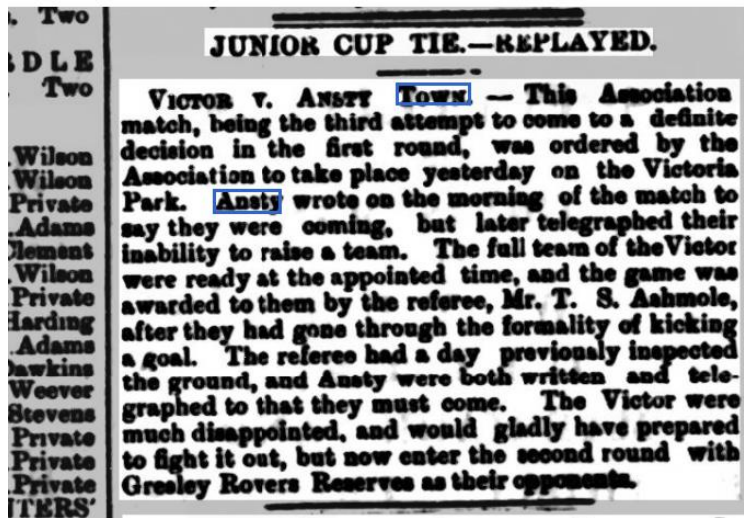 . Two
DLE
Two
Wilson
Wilson
Private
Adams
Clement
Wilson
Private
Harding
Adams
Dawkins
Weever
Stevens
Private
Private
Private
TERS'
JUNIOR CUP TIE.—REPLAYED.
VICTOR V. ANSTY TOWN. — This Association
match, being the third attempt to come to a definite
decision in the first round, was ordered by the
Association to take place yesterday on the Victoria
Park. Ansty wrote on the morning of the match to
say they were coming, but later telegraphed their
inability to raise a team. The full team of the Victor
were ready at the appointed time, and the game was
awarded to them by the referee, Mr. T. S. Ashmole,
after they had gone through the formality of kicking
a goal. The referee had a day previously inspected
the ground, and Ansty were both written and tele-
graphed to that they must come. The Victor were
much disappointed, and would gladly have prepared
to fight it out, but now enter the second round with
Gresley Rovers Reserves as their opponents.